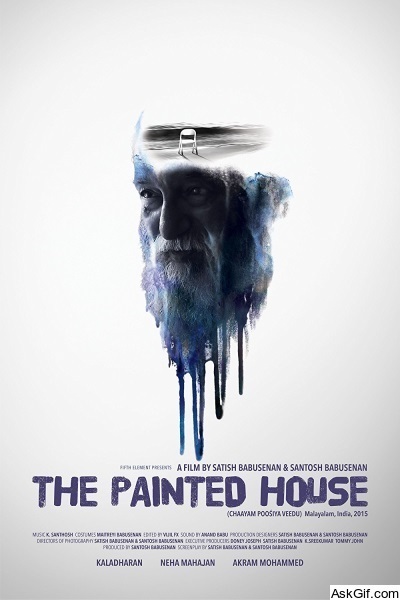 FIFTH ELEMENT PRESENTS A FILM BY SATISH BABUSENAN & SANTOSH BABUSENAN
THE PAINTED HOUSE
(CHAAYAM POOSIYA VEEDU) Malayalam, India, 2015
MUSIC K. SANTHOSH COSTUMES MAITREYI BABUSENAN EDITED BY VIJIL FX SOUND BY ANAND BABU PRODUCTION DESIGNERS SATISH BABUSENAN & SANTOSH BABUSENAN
DIRECTORS OF PHOTOGRAPHY SATISH BABUSENAN & SANTOSH BABUSENAN EXECUTIVE PRODUCERS BENOY JOSEPH SATISH BABUSENAN K.SREEKUMAR TOMMY JOHN
PRODUCED BY SANTOSH BABUSENAN SCREENPLAY BY SATISH BABUSENAN & SANTOSH BABUSENAN
KALADHARAN NEHA MAHAJAN AKRAM MOHAMMED
AskGif.com